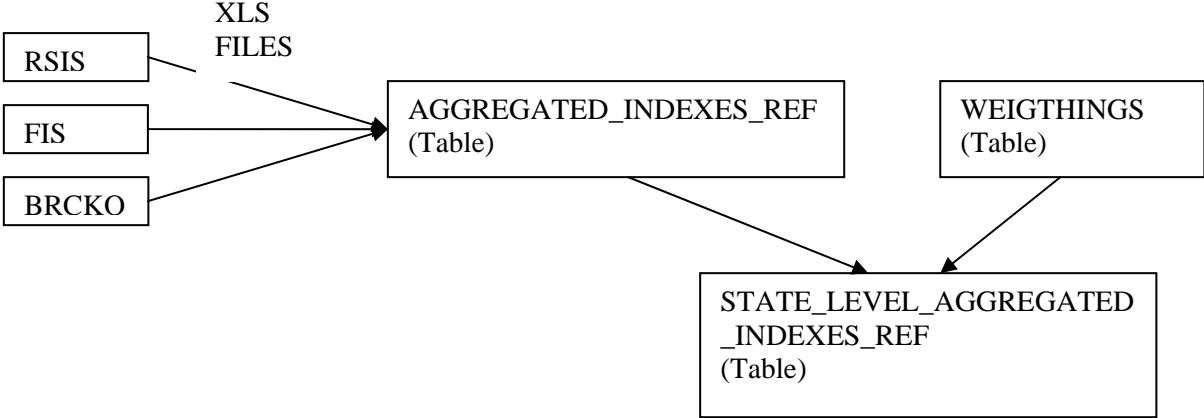 XLS
FILES
RSIS
FIS
BRCKO
AGGREGATED_INDEXES_REF
(Table)
WEIGTHINGS
(Table)
STATE_LEVEL_AGGREGATED
_INDEXES_REF
(Table)